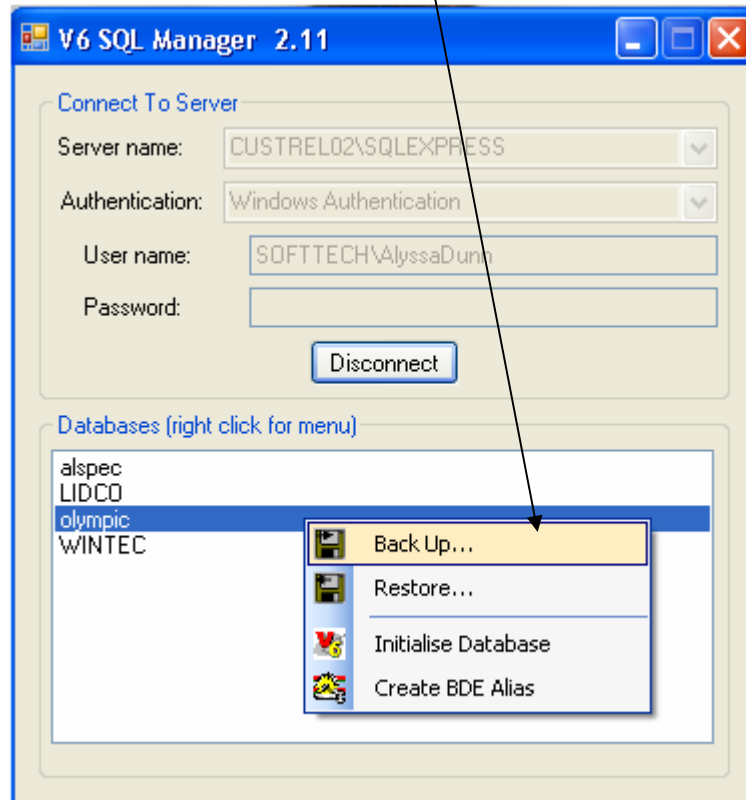 V6 SQL Manager 2.11
Connect To Server
Server name: CUSTREL02\SQLEXPRESS
Authentication: Windows Authentication
User name: SOFTTECH\AlyssaDunn
Password:
Disconnect
Databases (right click for menu)
alspec
LIDCO
olympic
WINTEC
Back Up...
Restore...
Initialise Database
Create BDE Alias